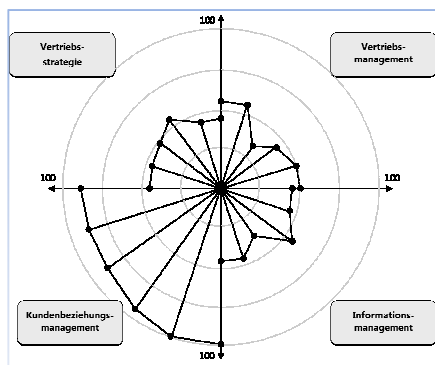 100
Vertriebs-
strategie
Vertriebs-
management
100
100
Kundenbeziehungs-
management
Informations-
management
100